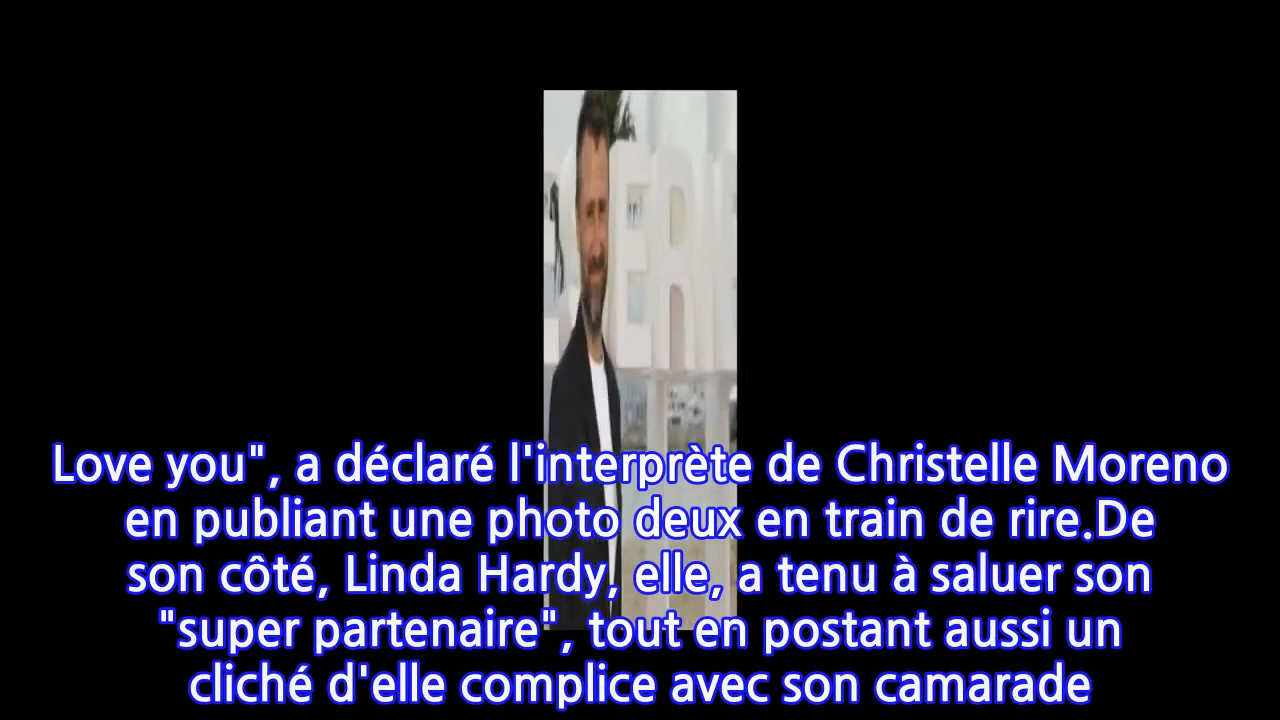 ERI
Love you", a déclaré l'interprète de Christelle Moreno
en publiant une photo deux en train de rire.De
son côté, Linda Hardy, elle, a tenu à saluer son
"super partenaire", tout en postant aussi un
cliché d'elle complice avec son camarade